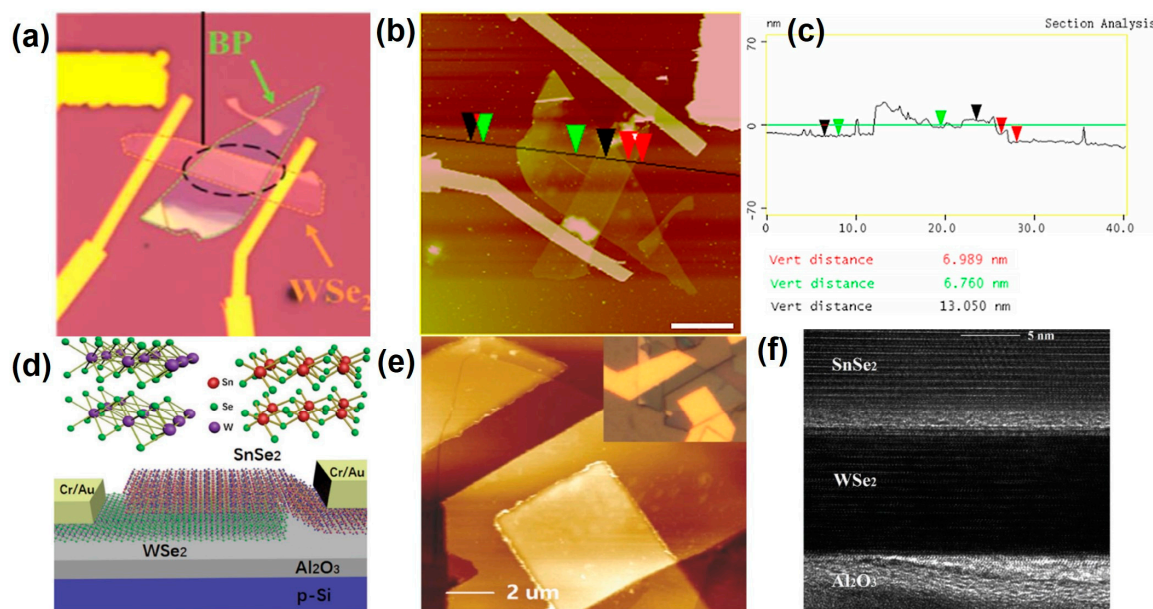 (a)
BP
WSe₂
(b)
(c)
nm
Section Analysis
70
0
-70
0
10.0
20.0
30.0
40.0
Vert distance 6.989 nm
Vert distance 6.760 nm
Vert distance 13.050 nm
(d)
Sn
Se
W
SnSe₂
Cr/Au
Cr/Au
WSe₂
Al₂O₃
p-Si
(e)
2 um
(f)
5 nm
SnSe₂
WSe₂
Al₂O₃